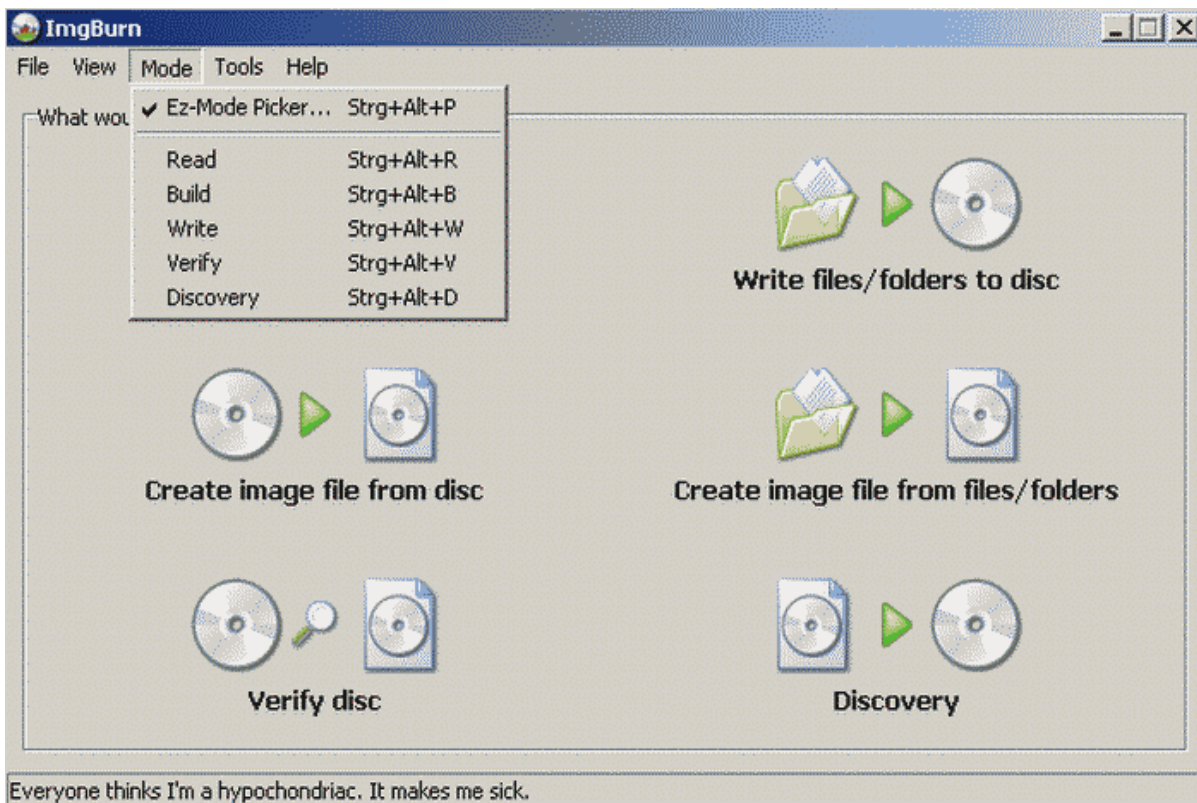 ImgBurn
File View Mode Tools Help
What wou
Ez-Mode Picker... Strg+Alt+P
Read Strg+Alt+R
Build Strg+Alt+B
Write Strg+Alt+W
Verify Strg+Alt+V
Discovery Strg+Alt+D
Write files/folders to disc
Create image file from disc
Create image file from files/folders
Verify disc
Discovery
Everyone thinks I'm a hypochondriac. It makes me sick.